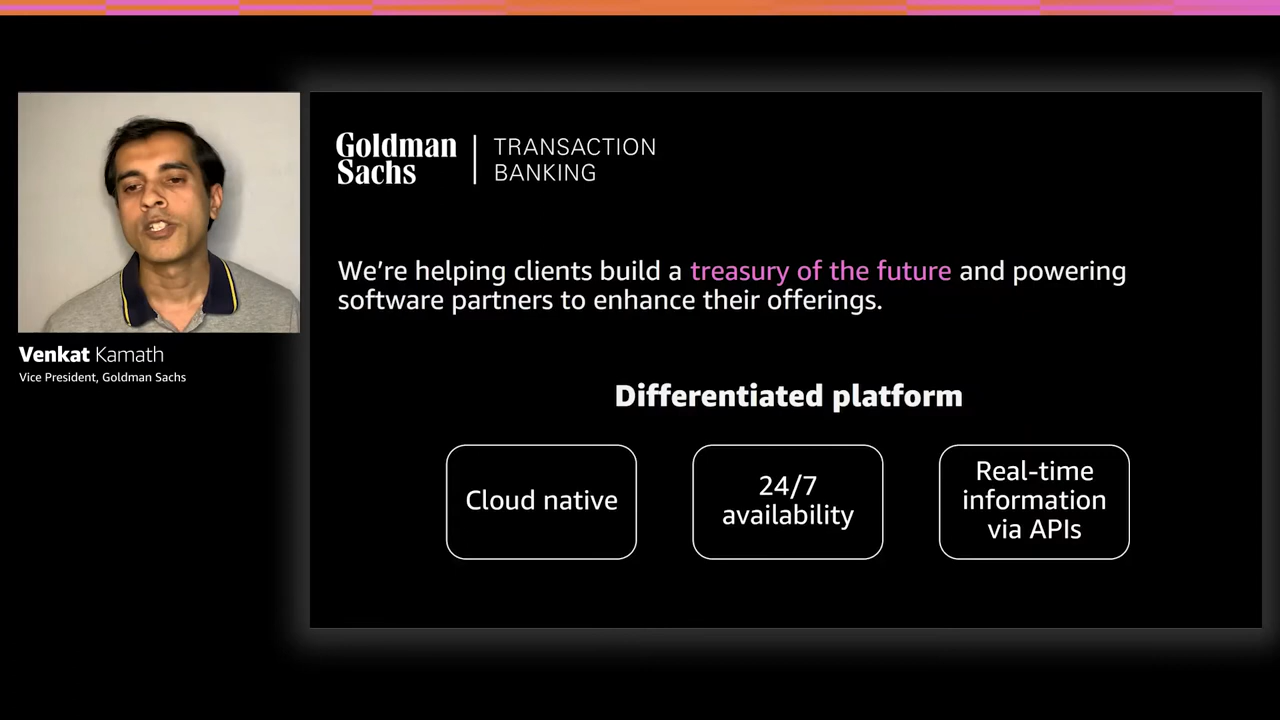 Goldman
Sachs
TRANSACTION
BANKING
We're helping clients build a treasury of the future and powering
software partners to enhance their offerings.
Venkat Kamath
Vice President, Goldman Sachs
Differentiated platform
Cloud native
24/7
availability
Real-time
information
via APIs